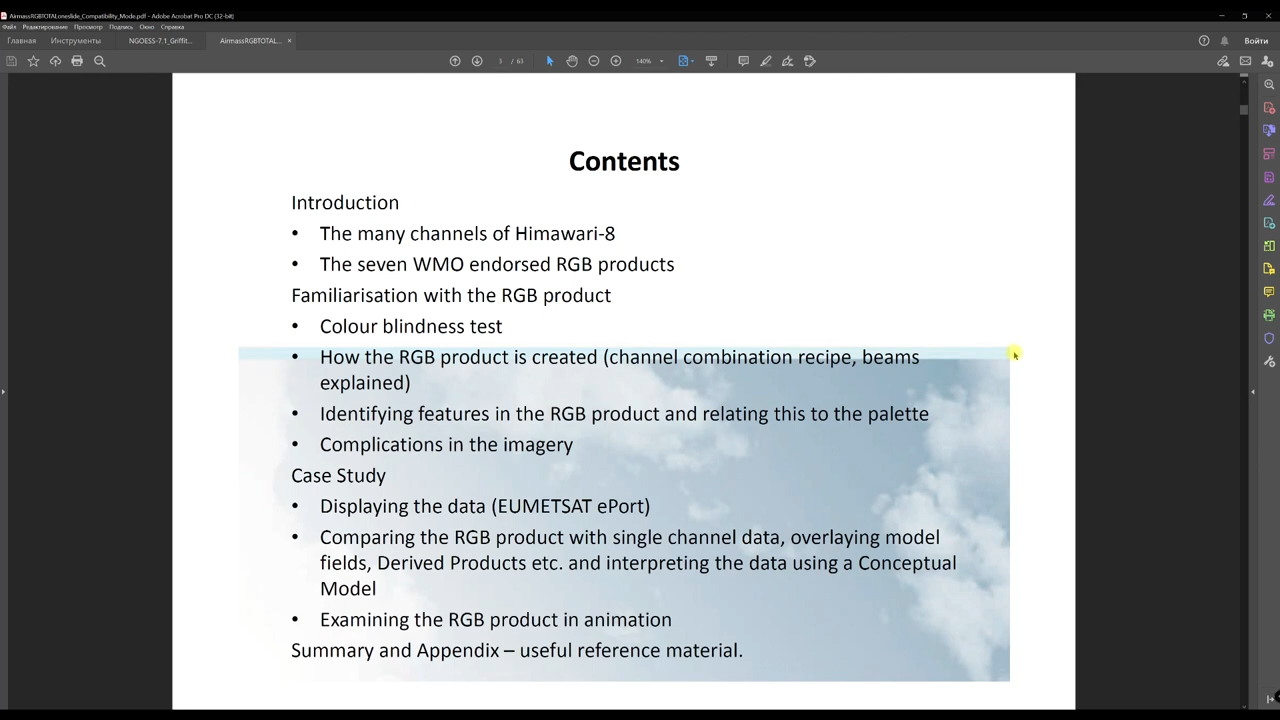 AirmassRGBTOTALoneslide_Compatibility_Mode.pdf - Adobe Acrobat Pro DC (32-bit)
Файл Редактирование Просмотр Подпись Окно Справка
Главная Инструменты NGOESS-7.1_Griffit... AirmassRGBTOTAL... × Войти
3 / 63 140%
Contents
Introduction
• The many channels of Himawari-8
• The seven WMO endorsed RGB products
Familiarisation with the RGB product
• Colour blindness test
• How the RGB product is created (channel combination recipe, beams
explained)
• Identifying features in the RGB product and relating this to the palette
• Complications in the imagery
Case Study
• Displaying the data (EUMETSAT ePort)
• Comparing the RGB product with single channel data, overlaying model
fields, Derived Products etc. and interpreting the data using a Conceptual
Model
• Examining the RGB product in animation
Summary and Appendix – useful reference material.